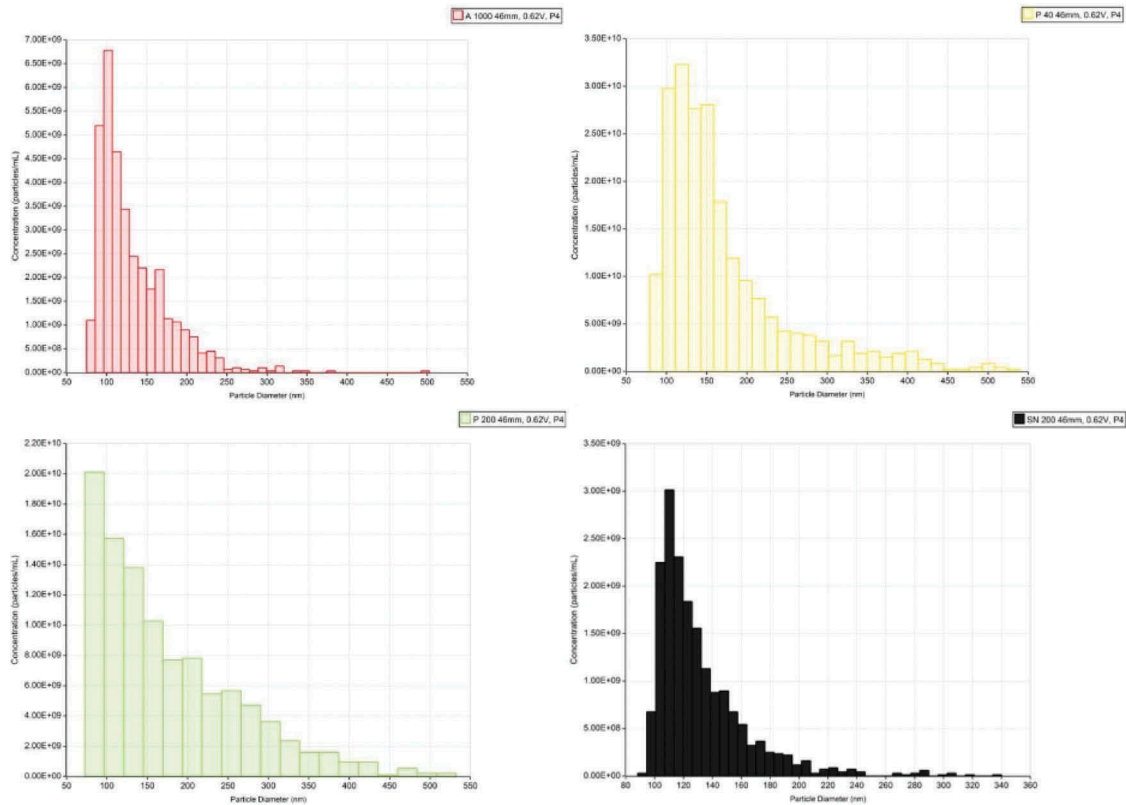 A 1000 46mm, 0.62V, P4
7.00E+09
6.50E+09
6.00E+09
5.50E+09
5.00E+09
4.50E+09
4.00E+09
3.50E+09
3.00E+09
2.50E+09
2.00E+09
1.50E+09
1.00E+09
5.00E+08
0.00E+00
Concentration (particles/mL)
50 100 150 200 250 300 350 400 450 500 550
Particle Diameter (nm)
P 40 46mm, 0.62V, P4
3.50E+10
3.00E+10
2.50E+10
2.00E+10
1.50E+10
1.00E+10
5.00E+09
0.00E+00
Concentration (particles/mL)
50 100 150 200 250 300 350 400 450 500 550
Particle Diameter (nm)
P 200 46mm, 0.62V, P4
2.20E+10
2.00E+10
1.80E+10
1.60E+10
1.40E+10
1.20E+10
1.00E+10
8.00E+09
6.00E+09
4.00E+09
2.00E+09
0.00E+00
Concentration (particles/mL)
50 100 150 200 250 300 350 400 450 500 550
Particle Diameter (nm)
SN 200 46mm, 0.62V, P4
3.50E+09
3.00E+09
2.50E+09
2.00E+09
1.50E+09
1.00E+09
5.00E+08
0.00E+00
Concentration (particles/mL)
80 100 120 140 160 180 200 220 240 260 280 300 320 340 360
Particle Diameter (nm)